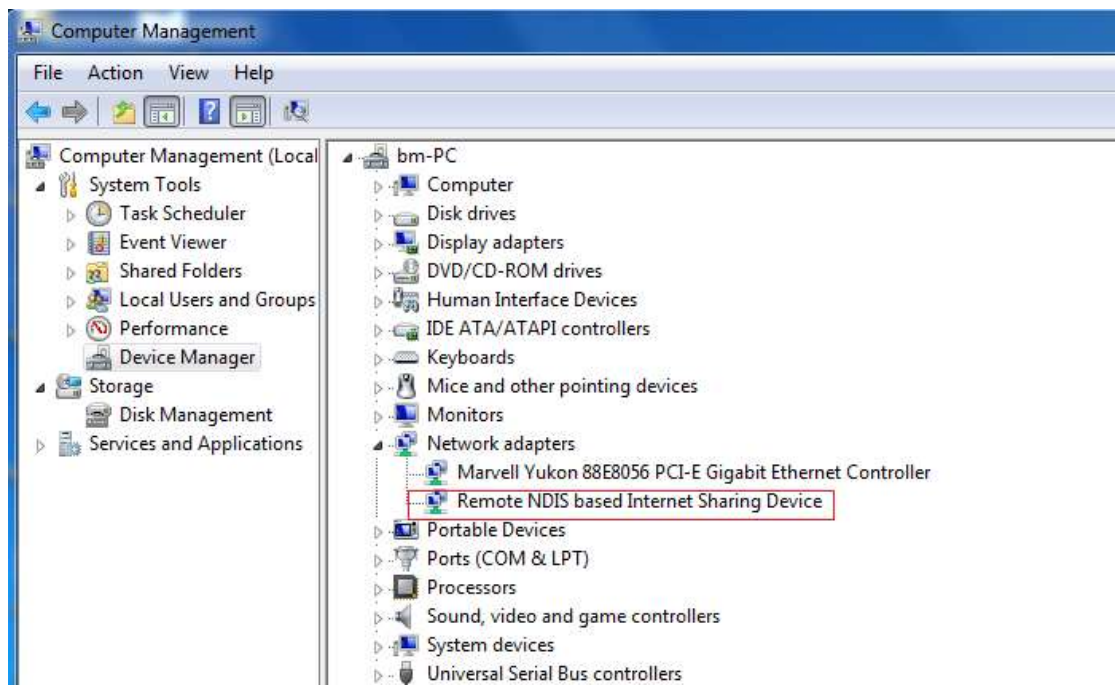 Computer Management
File Action View Help
Computer Management (Local
System Tools
Task Scheduler
Event Viewer
Shared Folders
Local Users and Groups
Performance
Device Manager
Storage
Disk Management
Services and Applications
bm-PC
Computer
Disk drives
Display adapters
DVD/CD-ROM drives
Human Interface Devices
IDE ATA/ATAPI controllers
Keyboards
Mice and other pointing devices
Monitors
Network adapters
Marvell Yukon 88E8056 PCI-E Gigabit Ethernet Controller
Remote NDIS based Internet Sharing Device
Portable Devices
Ports (COM & LPT)
Processors
Sound, video and game controllers
System devices
Universal Serial Bus controllers